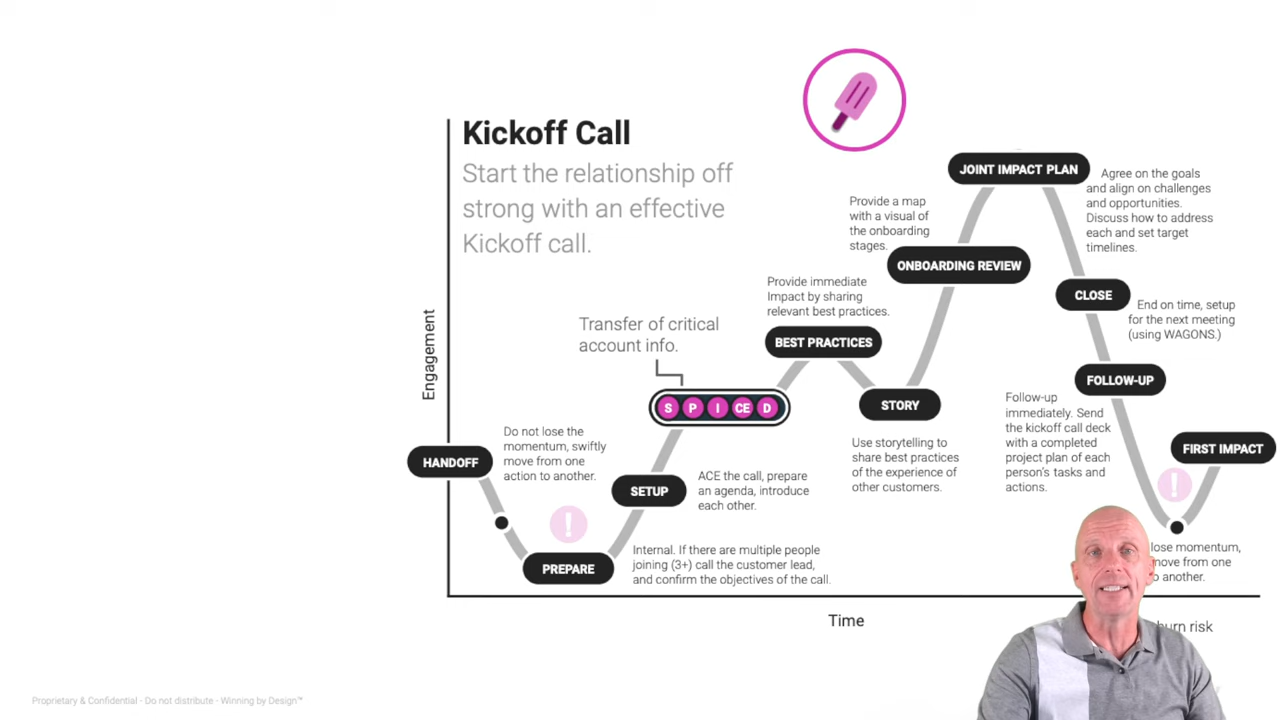 Kickoff Call
Start the relationship off
strong with an effective
Kickoff call.
Engagement
HANDOFF
Do not lose the
momentum, swiftly
move from one
action to another.
PREPARE
Internal. If there are multiple people
joining (3+) call the customer lead,
and confirm the objectives of the call.
SETUP
ACE the call, prepare
an agenda, introduce
each other.
Transfer of critical
account info.
S P I CE D
Provide immediate
Impact by sharing
relevant best practices.
BEST PRACTICES
STORY
Use storytelling to
share best practices
of the experience of
other customers.
Provide a map
with a visual of
the onboarding
stages.
ONBOARDING REVIEW
JOINT IMPACT PLAN
Agree on the goals
and align on challenges
and opportunities.
Discuss how to address
each and set target
timelines.
CLOSE
End on time, setup
for the next meeting
(using WAGONS.)
FOLLOW-UP
Follow-up
immediately. Send
the kickoff call deck
with a completed
project plan of each
person's tasks and
actions.
FIRST IMPACT
!
!
lose momentum,
move from one
to another.
Time
risk
Proprietary & Confidential - Do not distribute - Winning by Design™